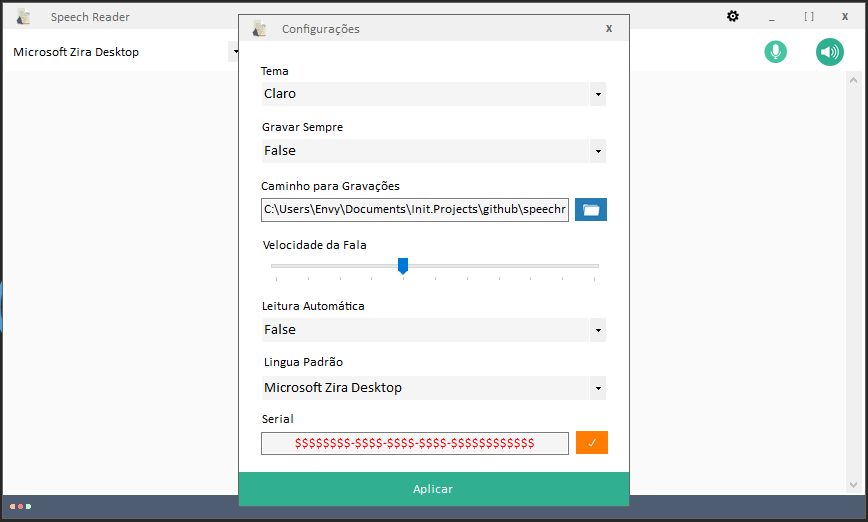 Speech Reader
Configurações
x
_
[ ]
x
Microsoft Zira Desktop
Tema
Claro
Gravar Sempre
False
Caminho para Gravações
C:\Users\Envy\Documents\Init.Projects\github\speechr
Velocidade da Fala
Leitura Automática
False
Lingua Padrão
Microsoft Zira Desktop
Serial
$$$$$$$$-$$$$-$$$$-$$$$-$$$$$$$$$$$$
✓
Aplicar